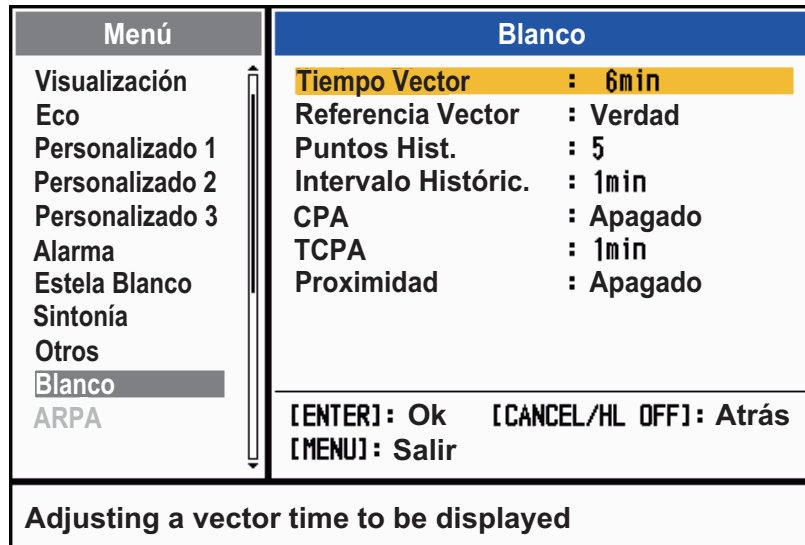 Menú
Visualización
Eco
Personalizado 1
Personalizado 2
Personalizado 3
Alarma
Estela Blanco
Sintonía
Otros
Blanco
ARPA
Blanco
Tiempo Vector : 6min
Referencia Vector : Verdad
Puntos Hist. : 5
Intervalo Históric. : 1min
CPA : Apagado
TCPA : 1min
Proximidad : Apagado
[ENTER]: Ok [CANCEL/HL OFF]: Atrás
[MENU]: Salir
Adjusting a vector time to be displayed